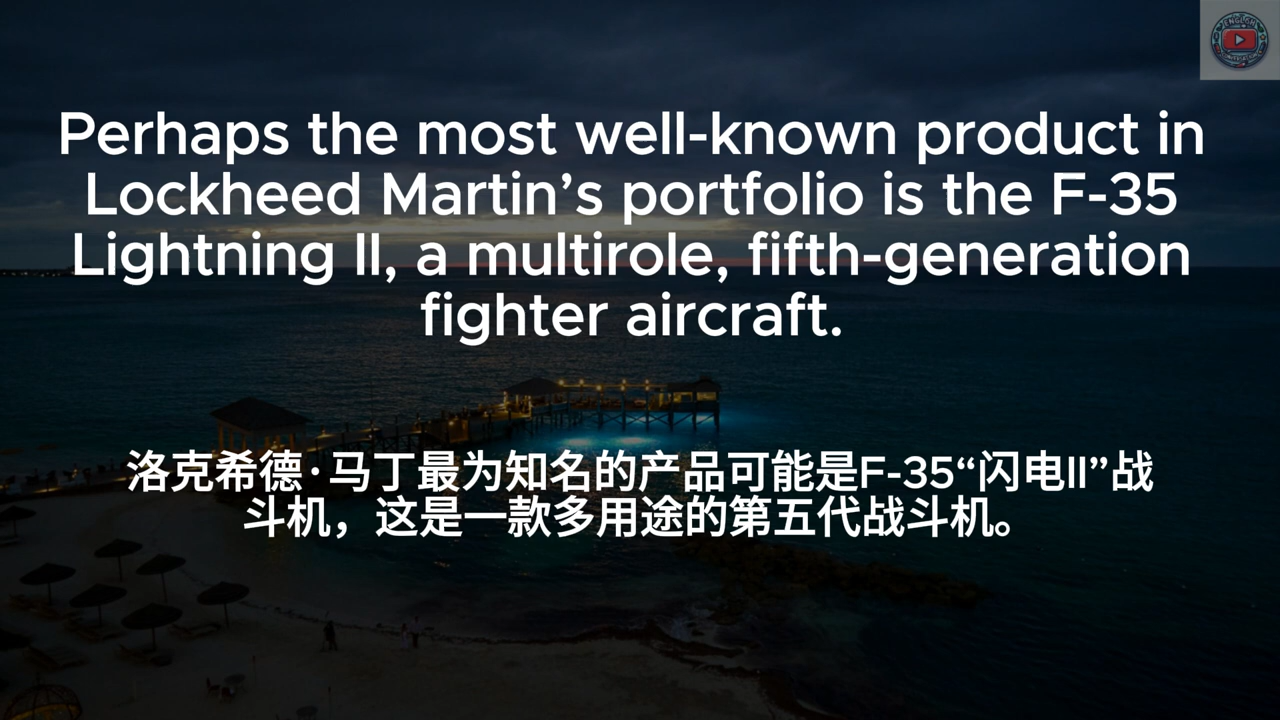 Perhaps the most well-known product in
Lockheed Martin’s portfolio is the F-35
Lightning II, a multirole, fifth-generation
fighter aircraft.
洛克希德·马丁最为知名的产品可能是F-35“闪电II”战
斗机，这是一款多用途的第五代战斗机。
ENGLISH